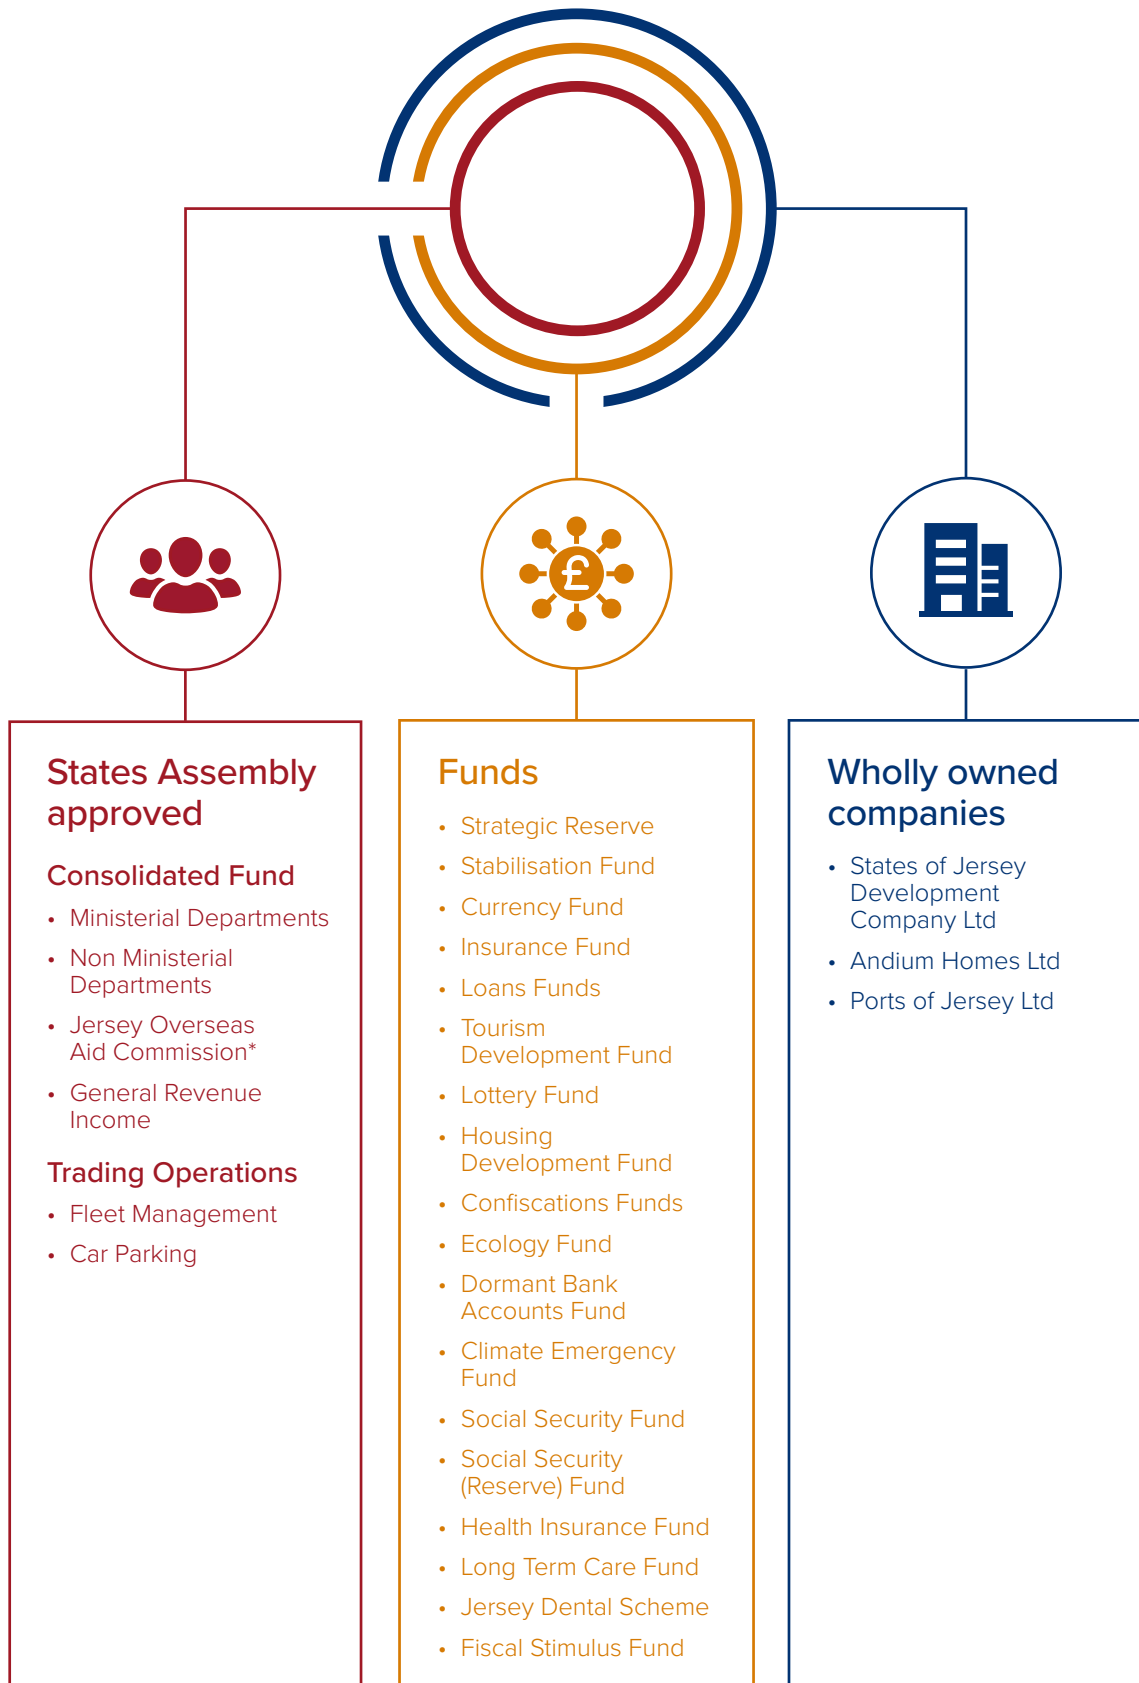 States Assembly
approved
Consolidated Fund
• Ministerial Departments
• Non Ministerial
Departments
• Jersey Overseas
Aid Commission*
• General Revenue
Income
Trading Operations
• Fleet Management
• Car Parking
£
Funds
• Strategic Reserve
• Stabilisation Fund
• Currency Fund
• Insurance Fund
• Loans Funds
• Tourism
Development Fund
• Lottery Fund
• Housing
Development Fund
• Confiscations Funds
• Ecology Fund
• Dormant Bank
Accounts Fund
• Climate Emergency
Fund
• Social Security Fund
• Social Security
(Reserve) Fund
• Health Insurance Fund
• Long Term Care Fund
• Jersey Dental Scheme
• Fiscal Stimulus Fund
Wholly owned
companies
• States of Jersey
Development
Company Ltd
• Andium Homes Ltd
• Ports of Jersey Ltd